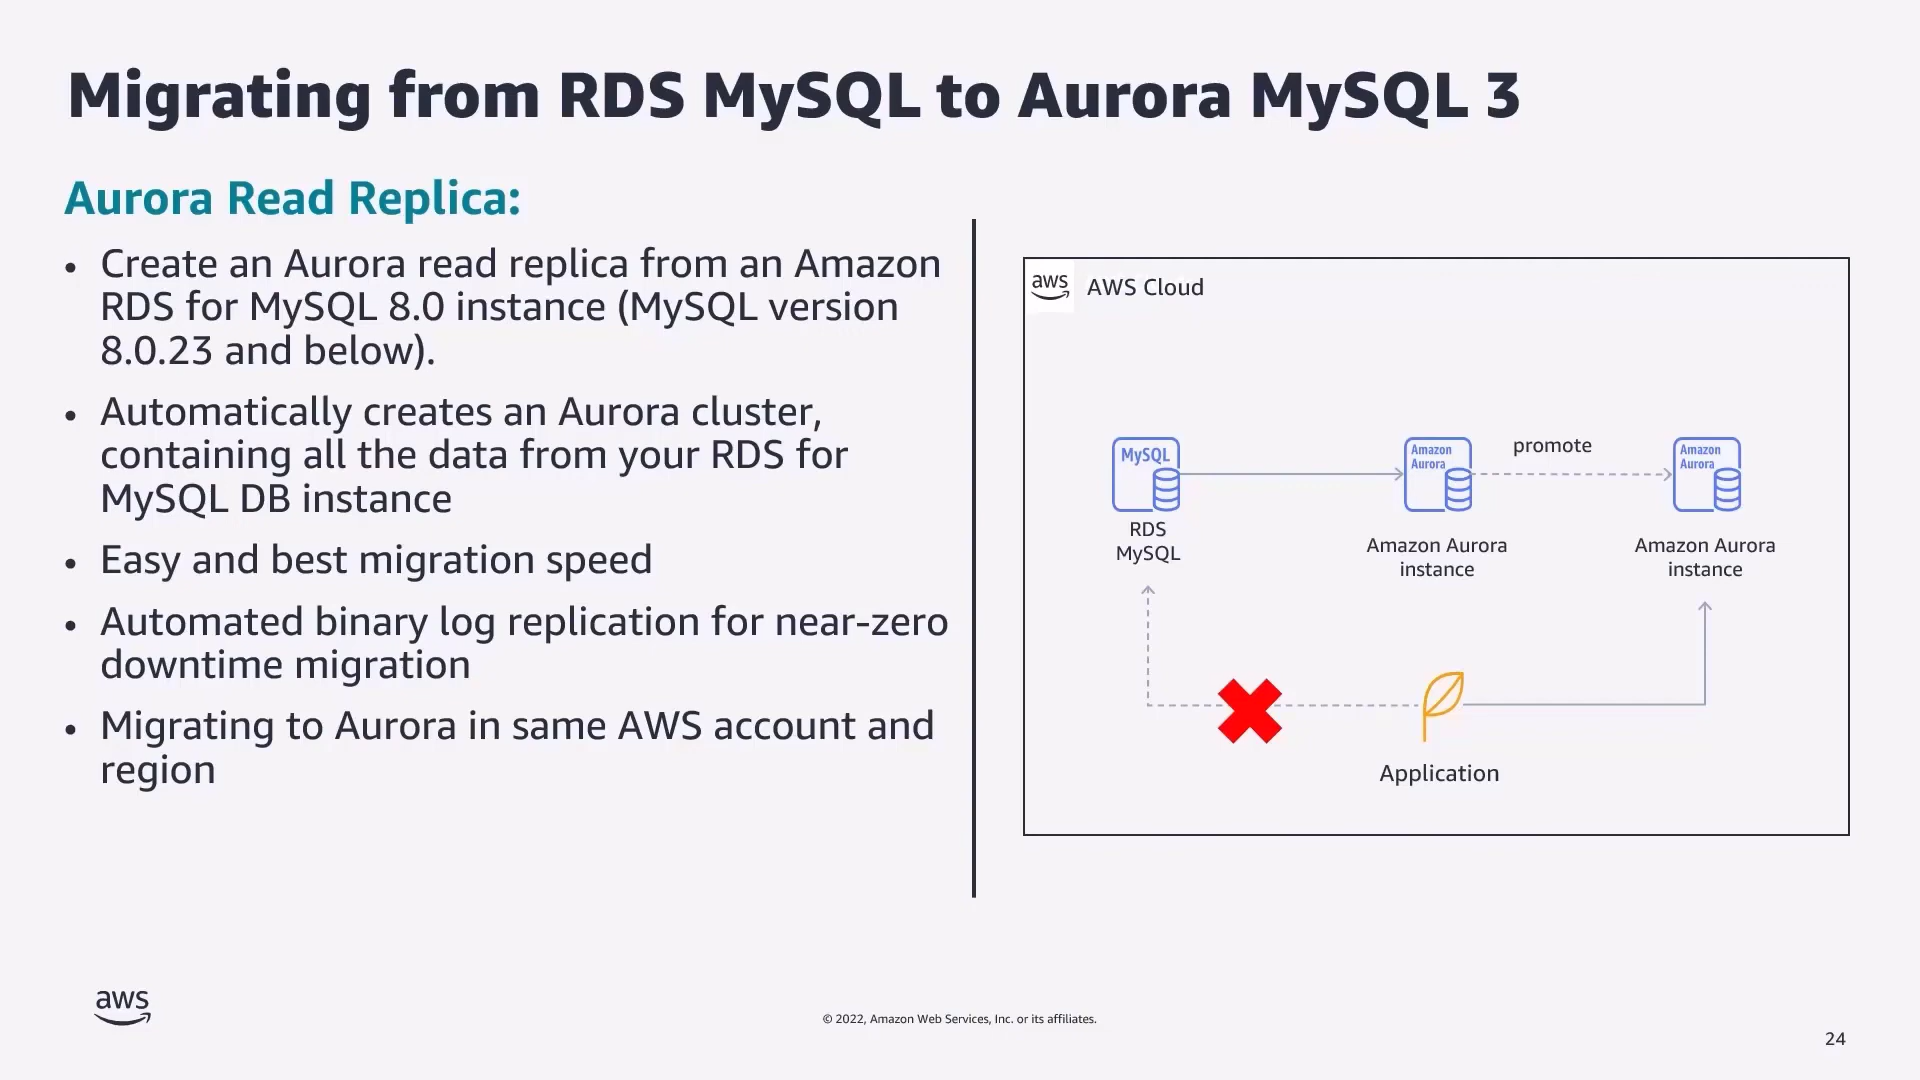 Migrating from RDS MySQL to Aurora MySQL 3
Aurora Read Replica:
• Create an Aurora read replica from an Amazon
RDS for MySQL 8.0 instance (MySQL version
8.0.23 and below).
• Automatically creates an Aurora cluster,
containing all the data from your RDS for
MySQL DB instance
• Easy and best migration speed
• Automated binary log replication for near-zero
downtime migration
• Migrating to Aurora in same AWS account and
region
aws
AWS Cloud
MySQL
RDS
MySQL
Amazon
Aurora
Amazon Aurora
instance
promote
Amazon
Aurora
Amazon Aurora
instance
Application
aws
© 2022, Amazon Web Services, Inc. or its affiliates.
24